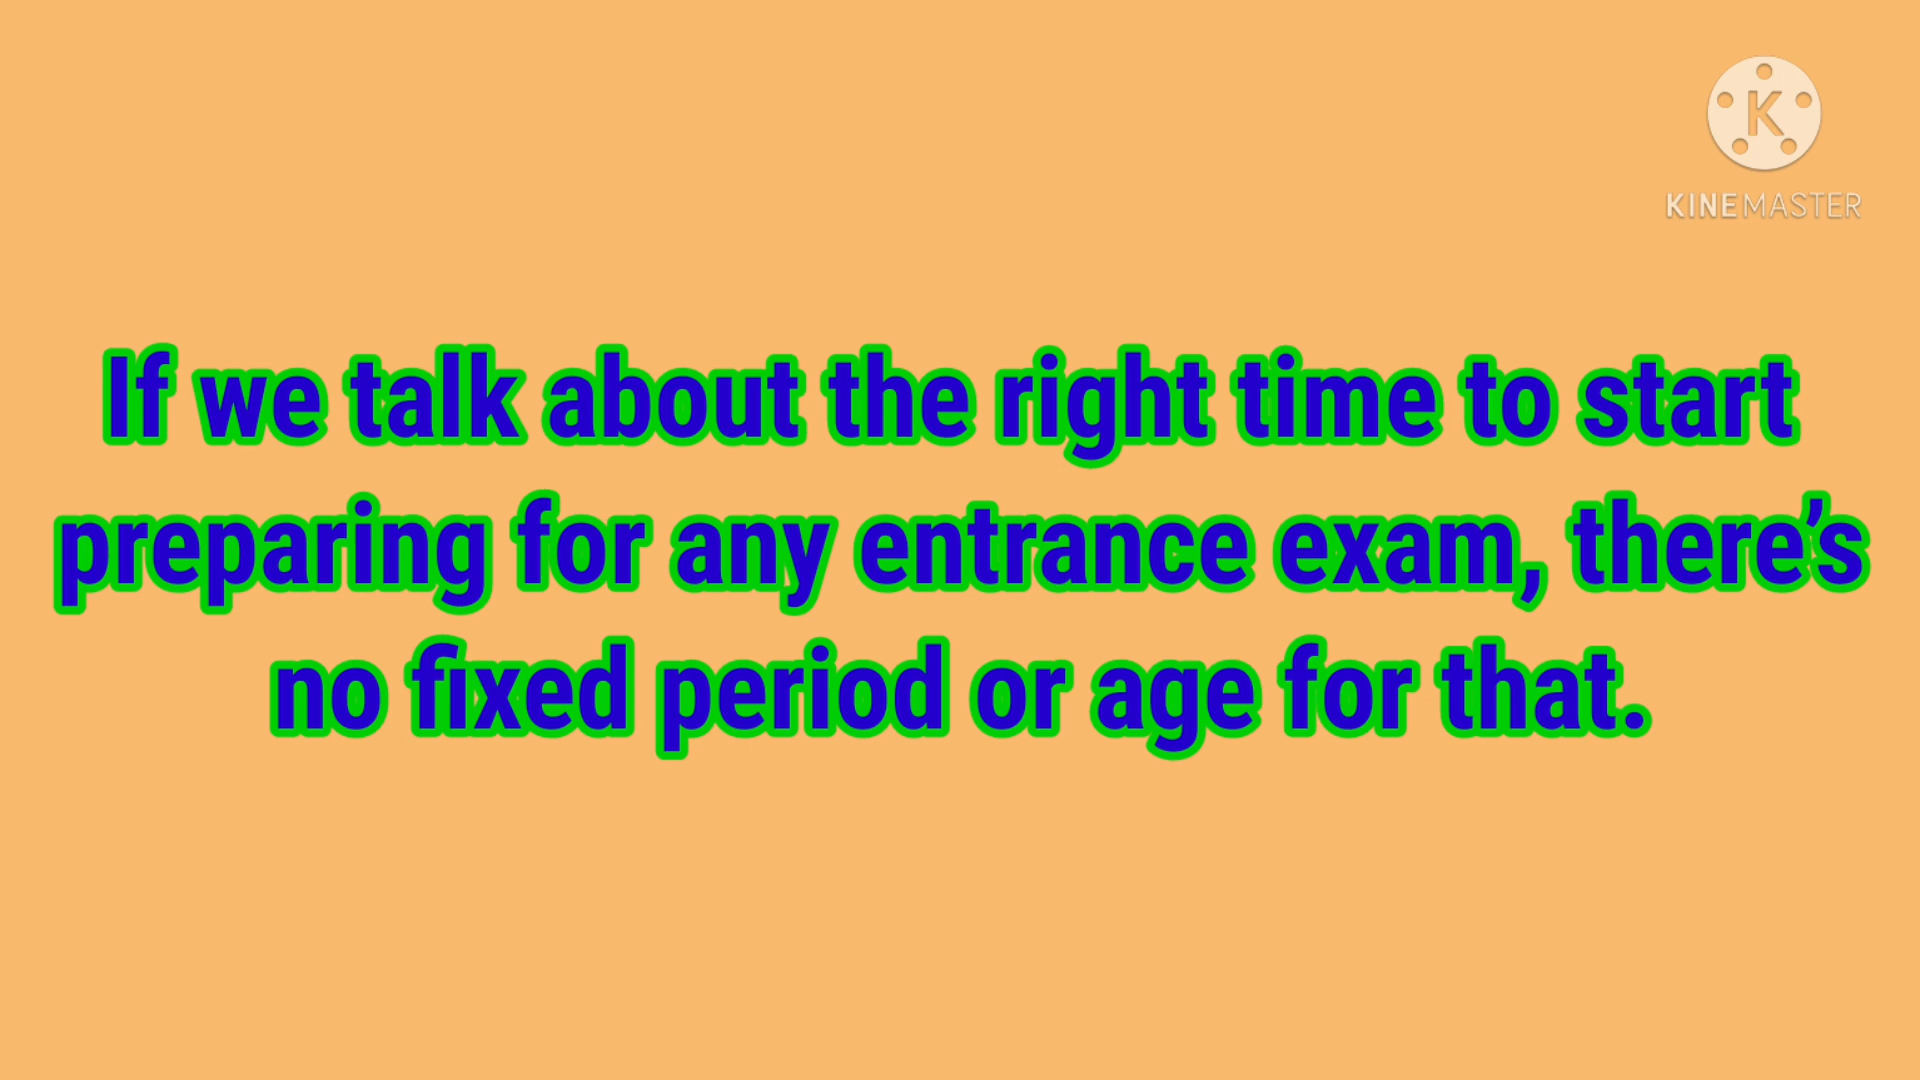 K
KINEMASTER
If we talk about the right time to start
preparing for any entrance exam, there’s
no fixed period or age for that.